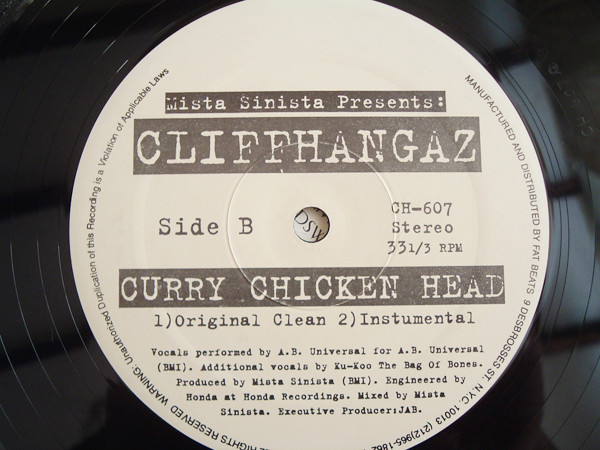 Mista Sinista Presents:
CLIFFHANGAZ
Side B
CH-607
Stereo
33 1/3 RPM
CURRY CHICKEN HEAD
1)Original Clean 2)Instumental
Vocals performed by A.B. Universal for A.B. Universal
(BMI). Additional vocals by Ku-Koo The Bag Of Bones.
Produced by Mista Sinista (BMI). Engineered by
Honda at Honda Recordings. Mixed by Mista
Sinista. Executive Producer:JAB.
MANUFACTURED AND DISTRIBUTED BY FAT BEATS 9 DESBROSSES ST. N.Y.C. 10013 (212)965-1862
RIGHTS RESERVED WARNING- Unauthorized Duplication of this Recording is a Violation of Applicable Laws